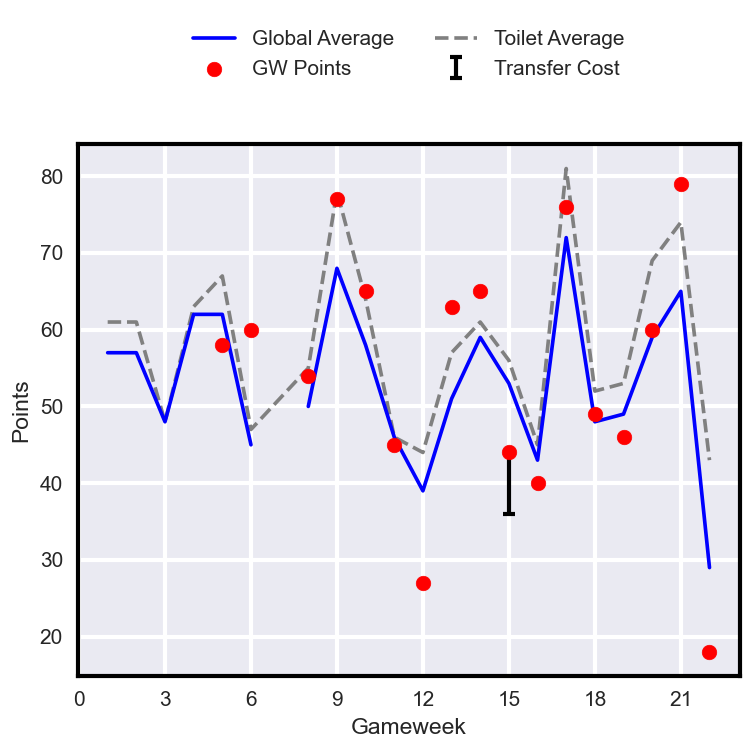 Global Average
Toilet Average
GW Points
Transfer Cost
Points
80
70
60
50
40
30
20
0 3 6 9 12 15 18 21
Gameweek